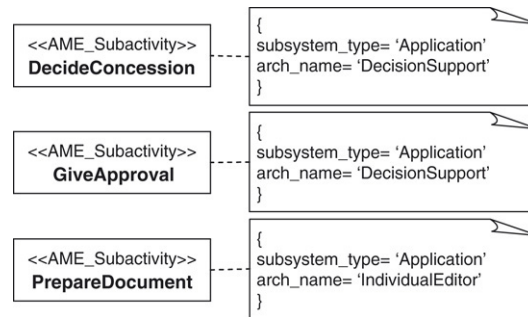 <<AME_Subactivity>>
DecideConcession
{
subsystem_type= ‘Application’
arch_name= ‘DecisionSupport’
}
<<AME_Subactivity>>
GiveApproval
{
subsystem_type= ‘Application’
arch_name= ‘DecisionSupport’
}
<<AME_Subactivity>>
PrepareDocument
{
subsystem_type= ‘Application’
arch_name= ‘IndividualEditor’
}